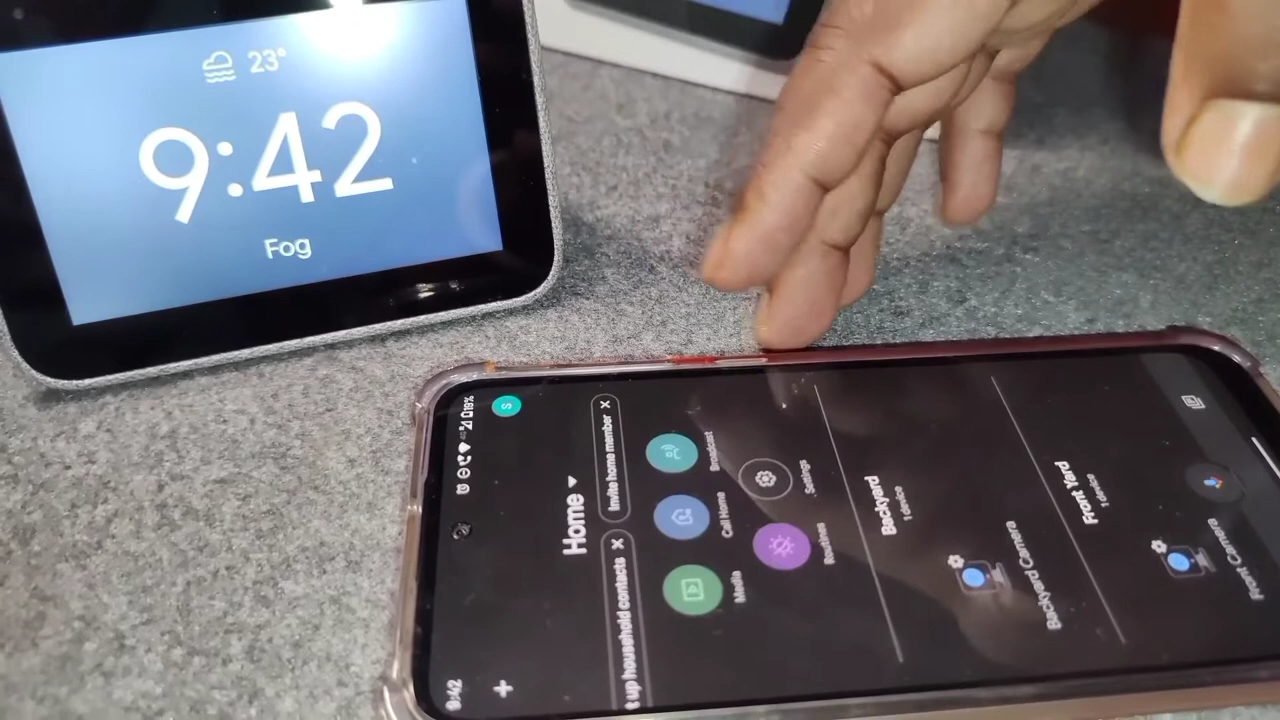 23°
9:42
Fog
9:42
19%
S
Home
t up household contacts
Invite home member
Media
Call Home
Broadcast
Routines
Settings
Backyard
1 device
Backyard Camera
Front Yard
1 device
Front Camera